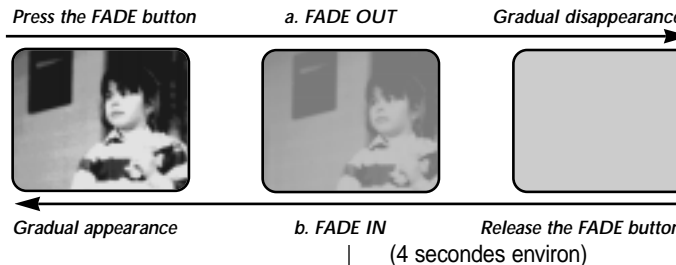 Press the FADE button a. FADE OUT Gradual disappearance
Gradual appearance b. FADE IN Release the FADE button
(4 secondes environ)